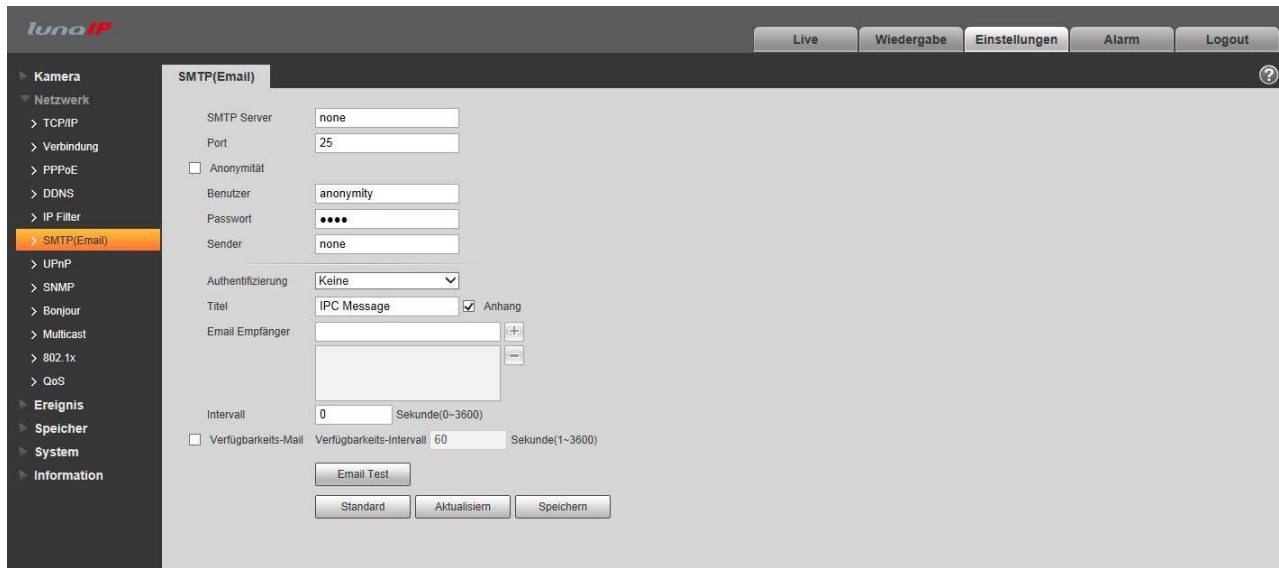 lunaIP
Live Wiedergabe Einstellungen Alarm Logout
Kamera
Netzwerk
> TCP/IP
> Verbindung
> PPPoE
> DDNS
> IP Filter
> SMTP(Email)
> UPnP
> SNMP
> Bonjour
> Multicast
> 802.1x
> QoS
Ereignis
Speicher
System
Information
SMTP(Email) ?
SMTP Server none
Port 25
Anonymität
Benutzer anonymity
Passwort ●●●●
Sender none
Authentifizierung Keine
Titel IPC Message Anhang
Email Empfänger +
−
Intervall 0 Sekunde(0~3600)
Verfügbarkeits-Mail Verfügbarkeits-Intervall 60 Sekunde(1~3600)
Email Test
Standard Aktualisiern Speichern